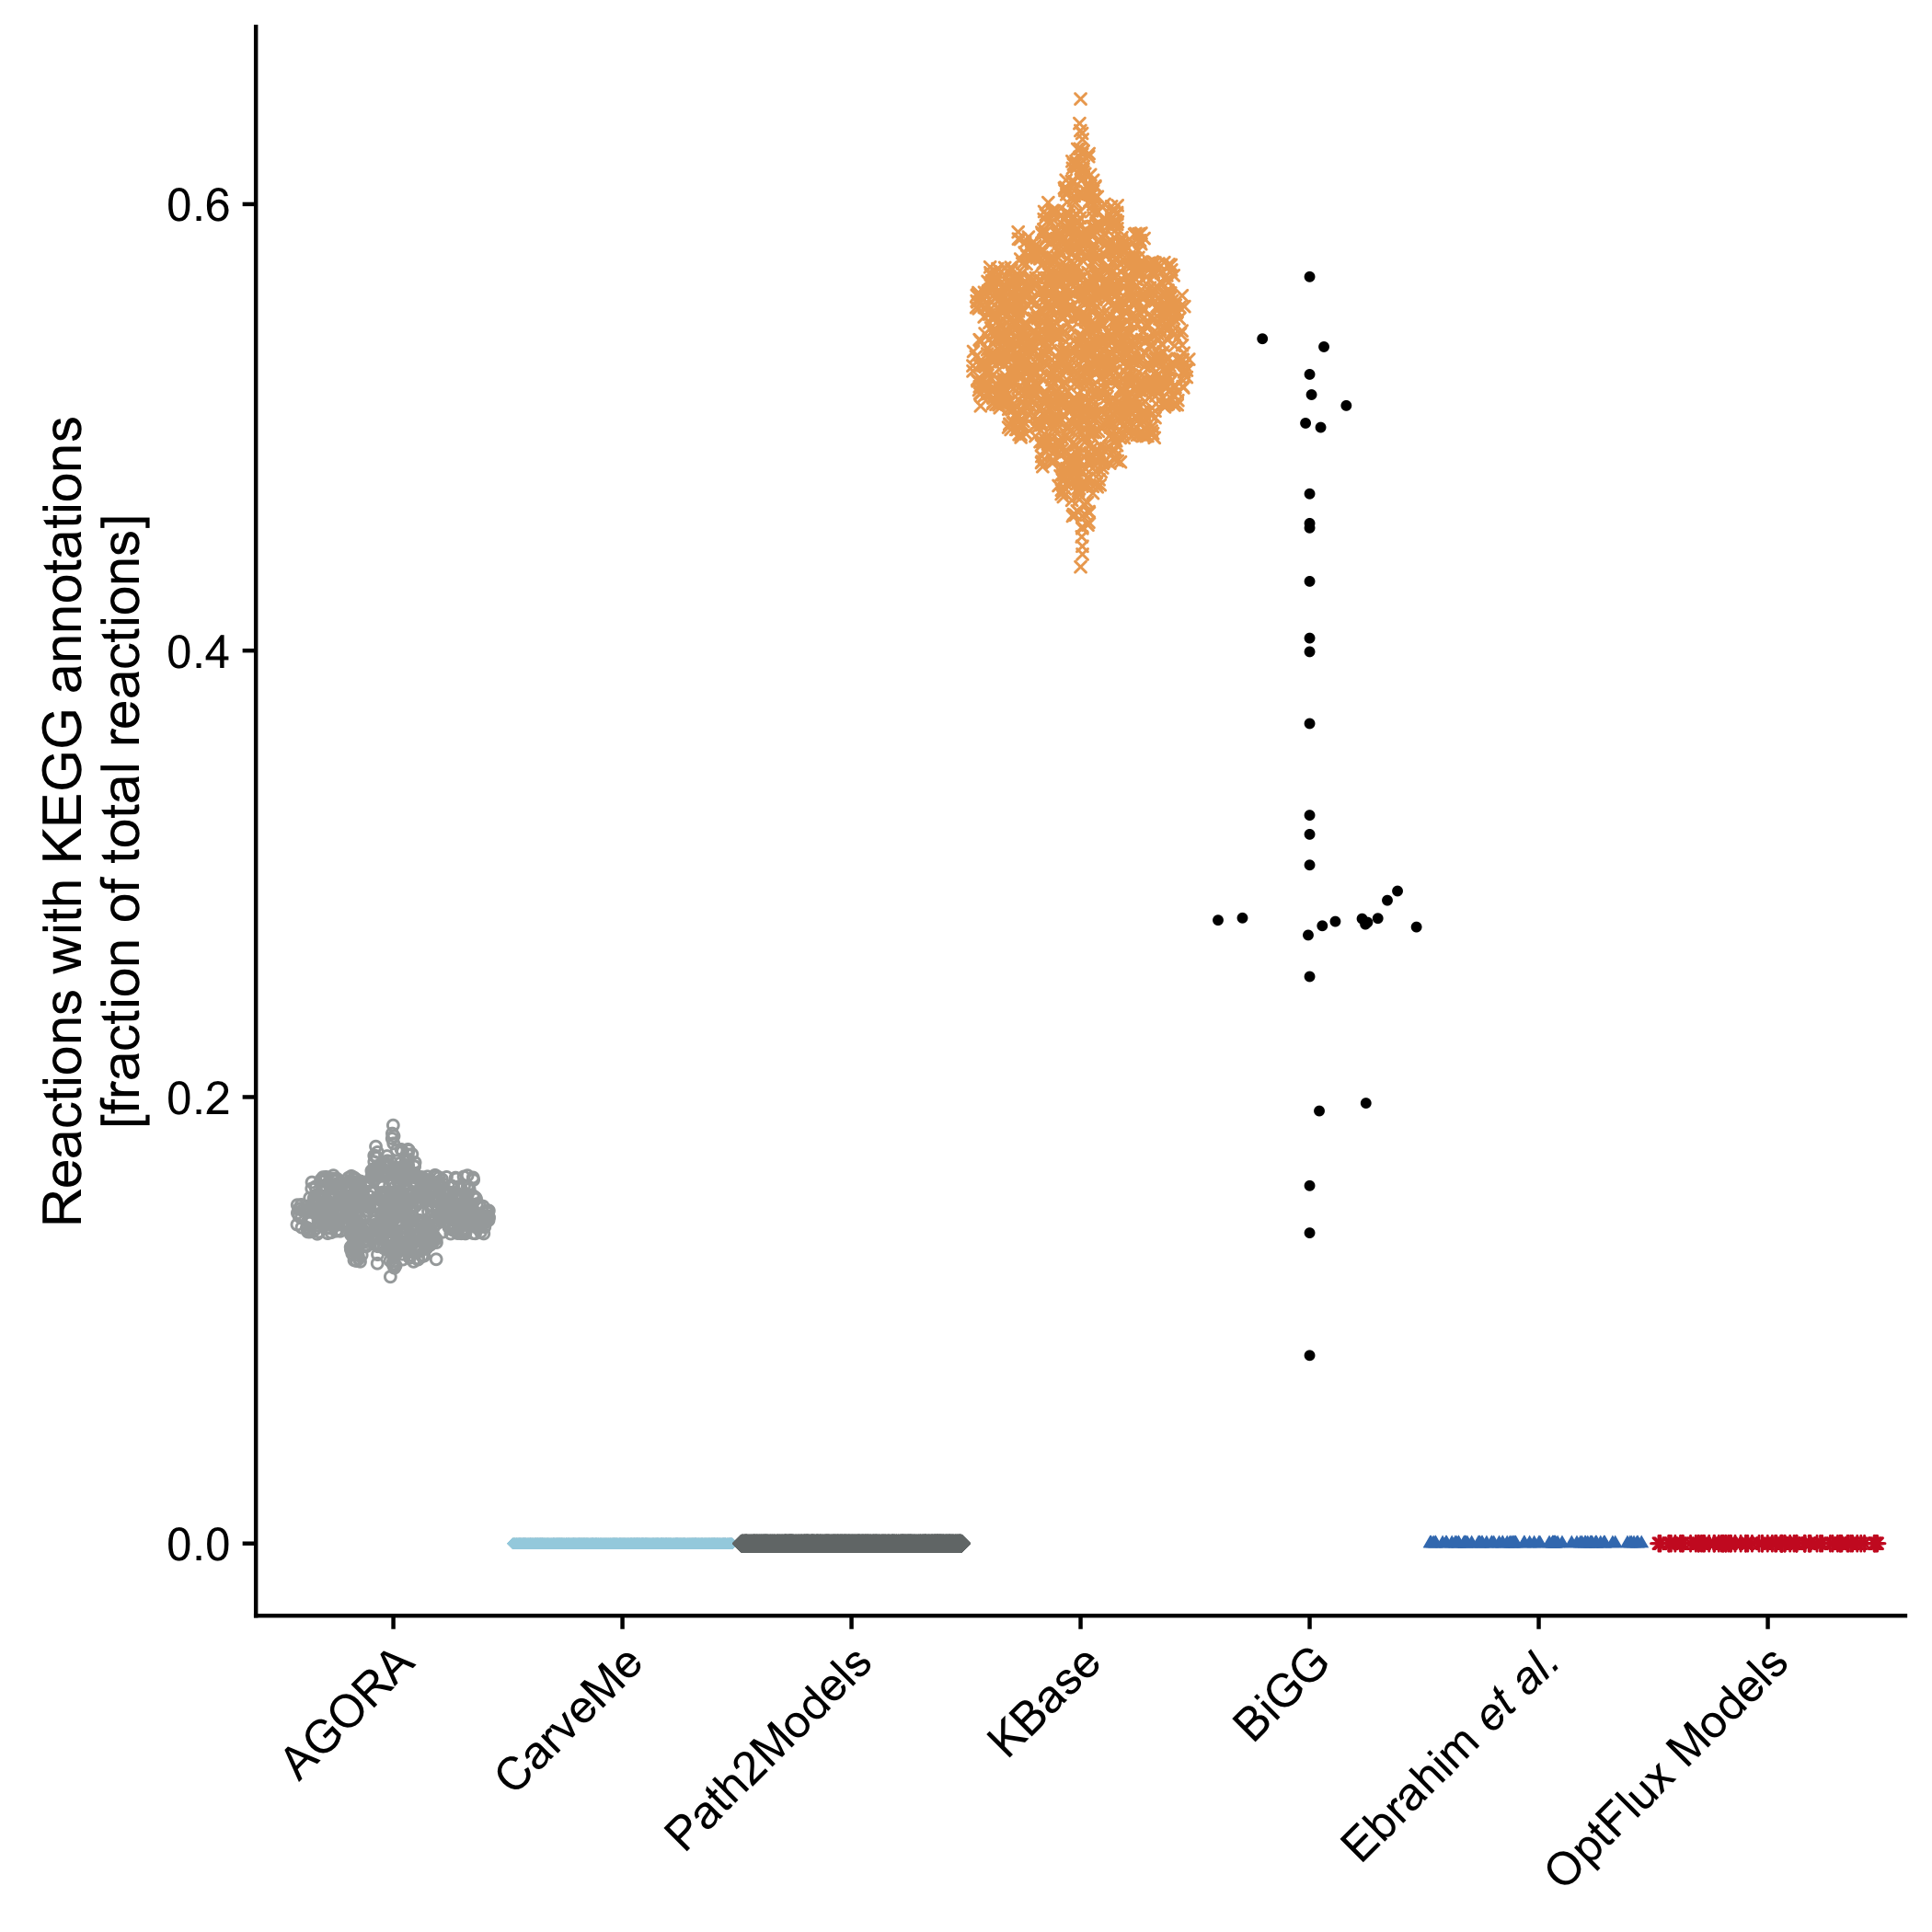 Reactions with KEGG annotations
[fraction of total reactions]
0.6
0.4
0.2
0.0
AGORA
CarveMe
Path2Models
KBase
BiGG
Ebrahim et al.
OptFlux Models